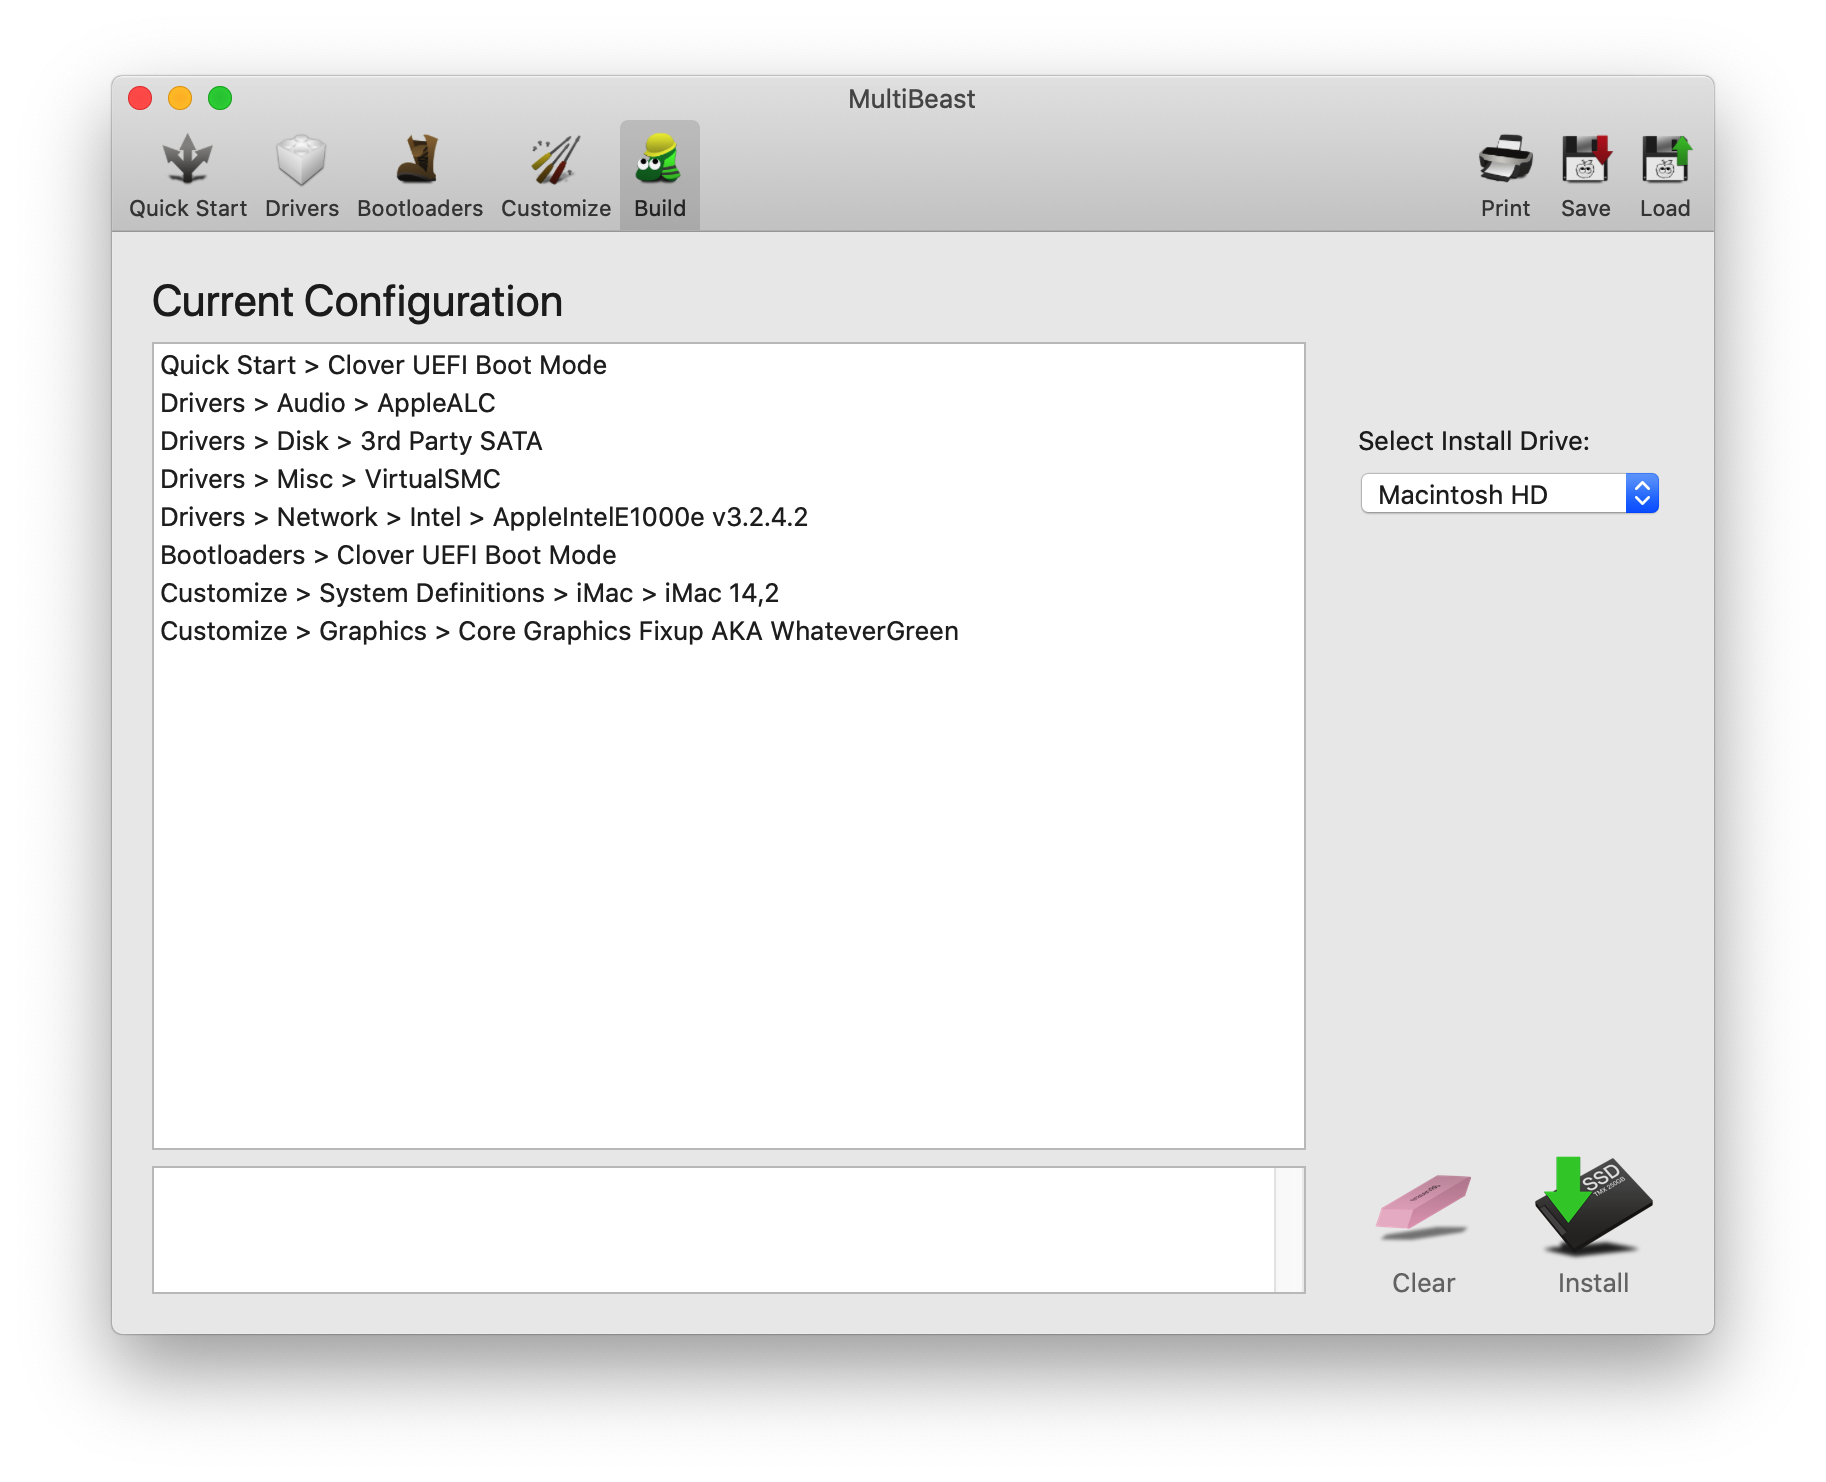 MultiBeast
Quick Start
Drivers
Bootloaders
Customize
Build
Print
Save
Load
Current Configuration
Quick Start > Clover UEFI Boot Mode
Drivers > Audio > AppleALC
Drivers > Disk > 3rd Party SATA
Drivers > Misc > VirtualSMC
Drivers > Network > Intel > AppleIntelE1000e v3.2.4.2
Bootloaders > Clover UEFI Boot Mode
Customize > System Definitions > iMac > iMac 14,2
Customize > Graphics > Core Graphics Fixup AKA WhateverGreen
Select Install Drive:
Macintosh HD
SSD
TMX 250GB
Clear
Install